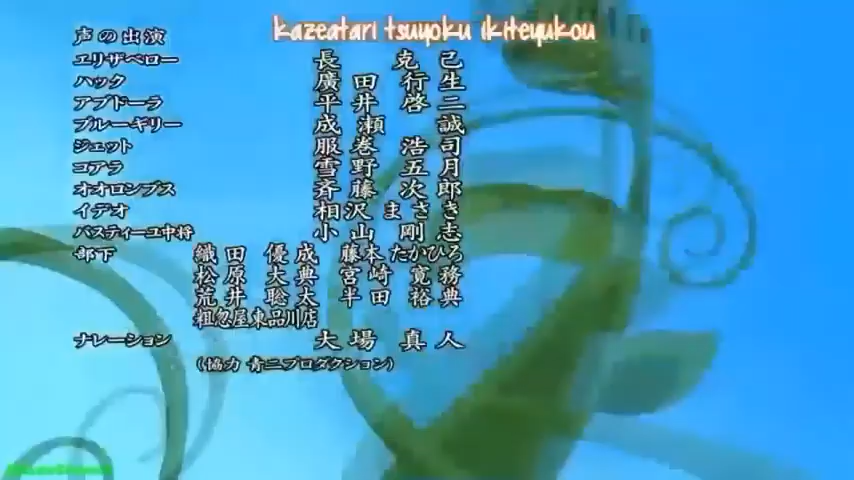 kazeatari tsuyoku ikiteyukou
声の出演
エリザベロー 長 克己
ハック 廣田行生
アブドーラ 平井啓二
ブルーギリー 成瀬 誠
ジェット 服巻浩司
コアラ 雪野五月
オオロンブス 斉藤次郎
イデオ 相沢まさき
バスティーユ中将 小山剛志
部下 織田優成 藤本たかひろ
松原大典 宮崎寛務
荒井聡太 半田裕典
粗忽屋東品川店
ナレーション 大場真人
(協力 青二プロダクション)